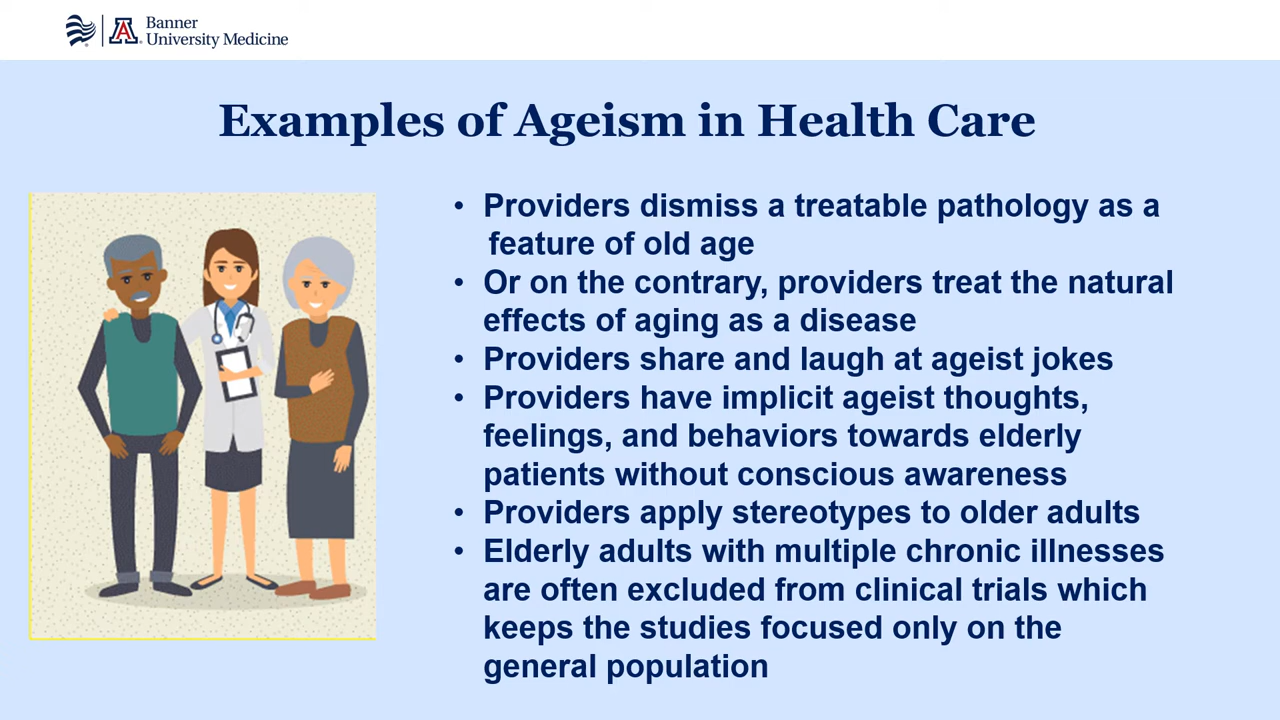 Banner
University Medicine
Examples of Ageism in Health Care
• Providers dismiss a treatable pathology as a
feature of old age
• Or on the contrary, providers treat the natural
effects of aging as a disease
• Providers share and laugh at ageist jokes
• Providers have implicit ageist thoughts,
feelings, and behaviors towards elderly
patients without conscious awareness
• Providers apply stereotypes to older adults
• Elderly adults with multiple chronic illnesses
are often excluded from clinical trials which
keeps the studies focused only on the
general population